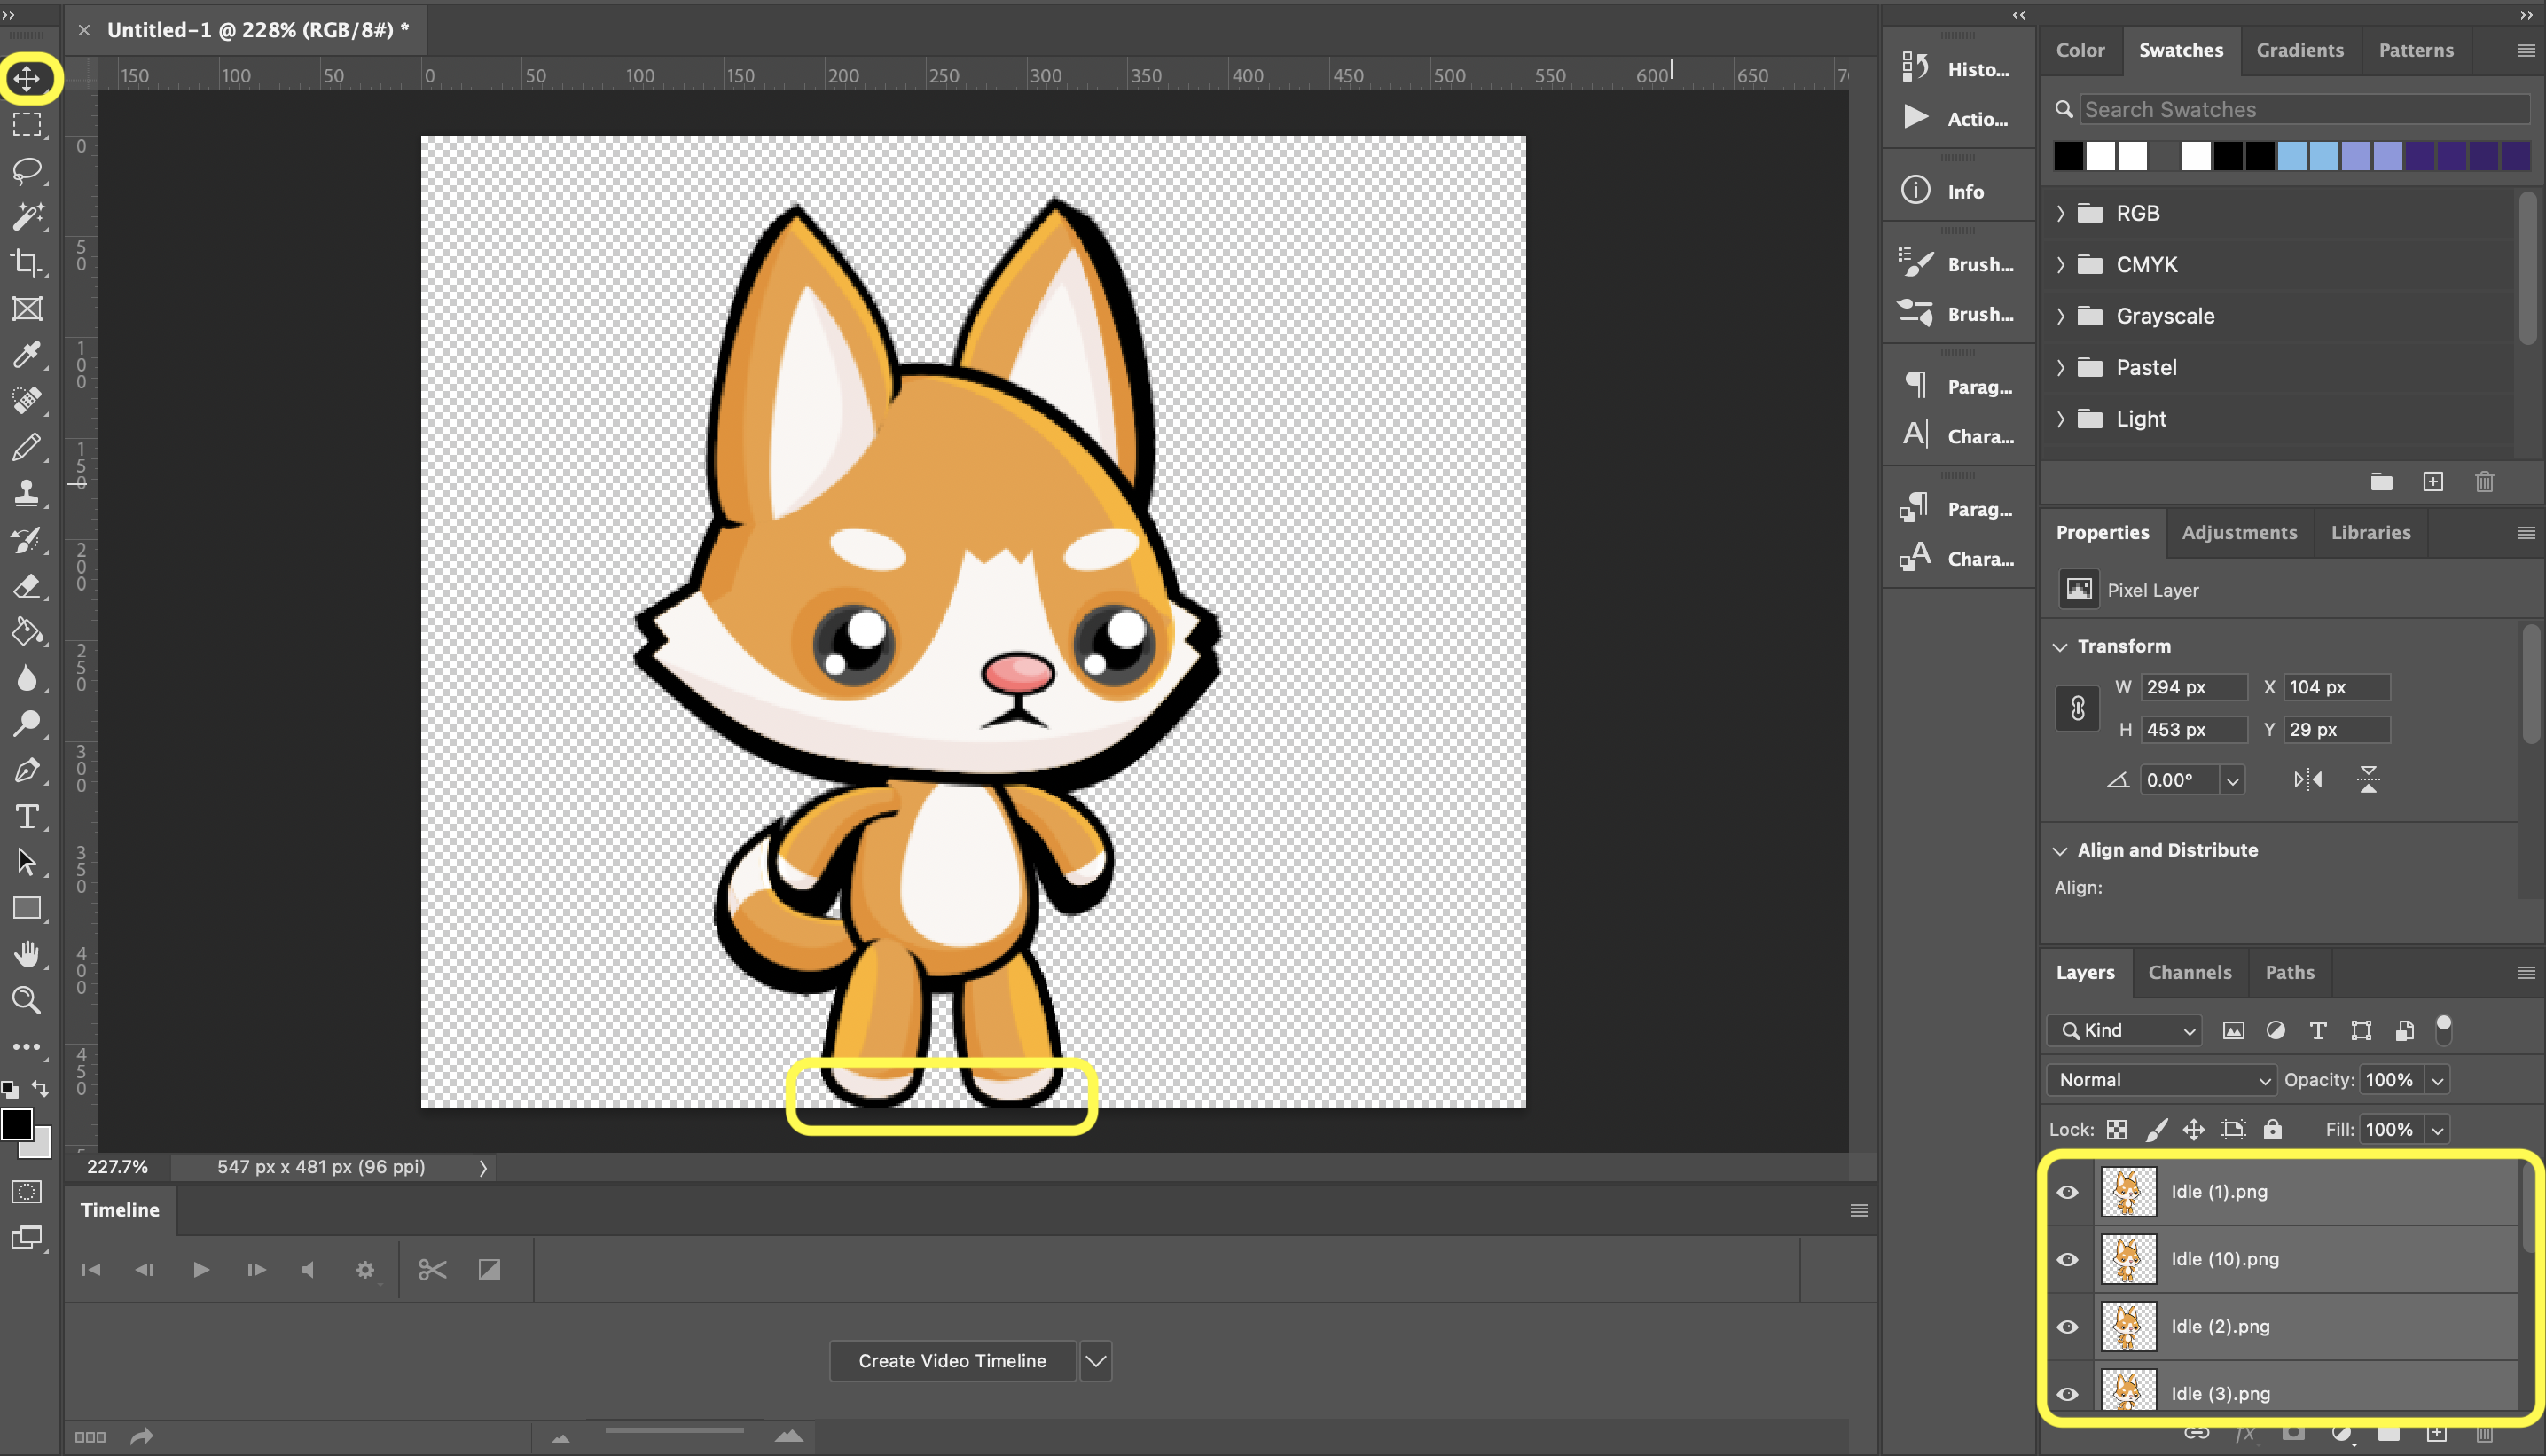 Untitled-1 @ 228% (RGB/8#) *
150 100 50 0 50 100 150 200 250 300 350 400 450 500 550 600 650
0
50
100
150
200
250
300
350
400
450
227.7% 547 px x 481 px (96 ppi)
Timeline
Create Video Timeline
Histo...
Actio...
Info
Brush...
Brush...
Parag...
Chara...
Parag...
Chara...
Color Swatches Gradients Patterns
Search Swatches
RGB
CMYK
Grayscale
Pastel
Light
Properties Adjustments Libraries
Pixel Layer
Transform
W 294 px X 104 px
H 453 px Y 29 px
0.00°
Align and Distribute
Align:
Layers Channels Paths
Kind
Normal Opacity: 100%
Lock: Fill: 100%
Idle (1).png
Idle (10).png
Idle (2).png
Idle (3).png
fx